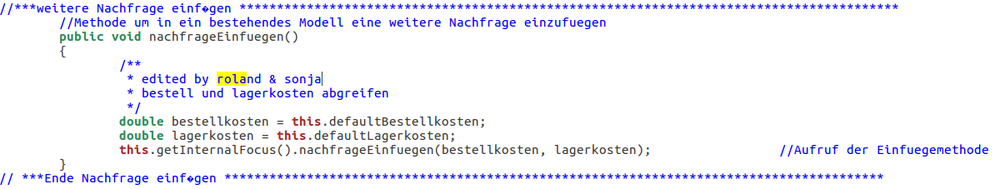 //***weitere Nachfrage einf�gen ****************************************************************************************
//Methode um in ein bestehendes Modell eine weitere Nachfrage einzufuegen
public void nachfrageEinfuegen()
{
/**
* edited by roland & sonja
* bestell und lagerkosten abgreifen
*/
double bestellkosten = this.defaultBestellkosten;
double lagerkosten = this.defaultLagerkosten;
this.getInternalFocus().nachfrageEinfuegen(bestellkosten, lagerkosten); //Aufruf der Einfuegemethode
}
// ***Ende Nachfrage einf�gen ****************************************************************************************